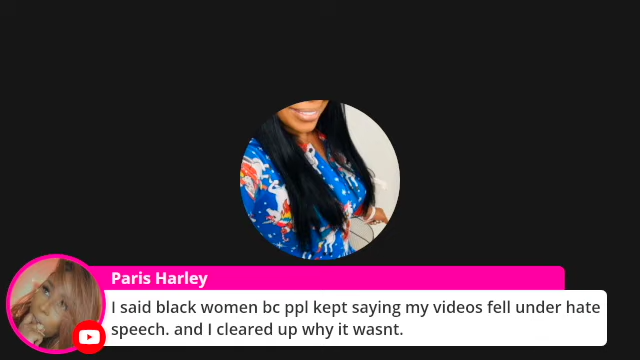 Paris Harley
I said black women bc ppl kept saying my videos fell under hate
speech. and I cleared up why it wasnt.